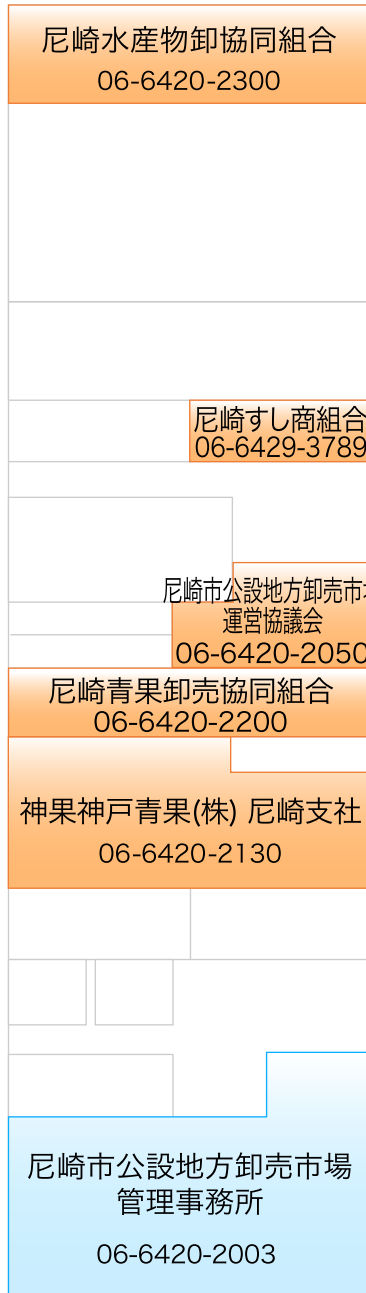 尼崎水産物卸協同組合
06-6420-2300
尼崎すし商組合
06-6429-3789
尼崎市公設地方卸売市場
運営協議会
06-6420-2050
尼崎青果卸売協同組合
06-6420-2200
神果神戸青果(株) 尼崎支社
06-6420-2130
尼崎市公設地方卸売市場
管理事務所
06-6420-2003